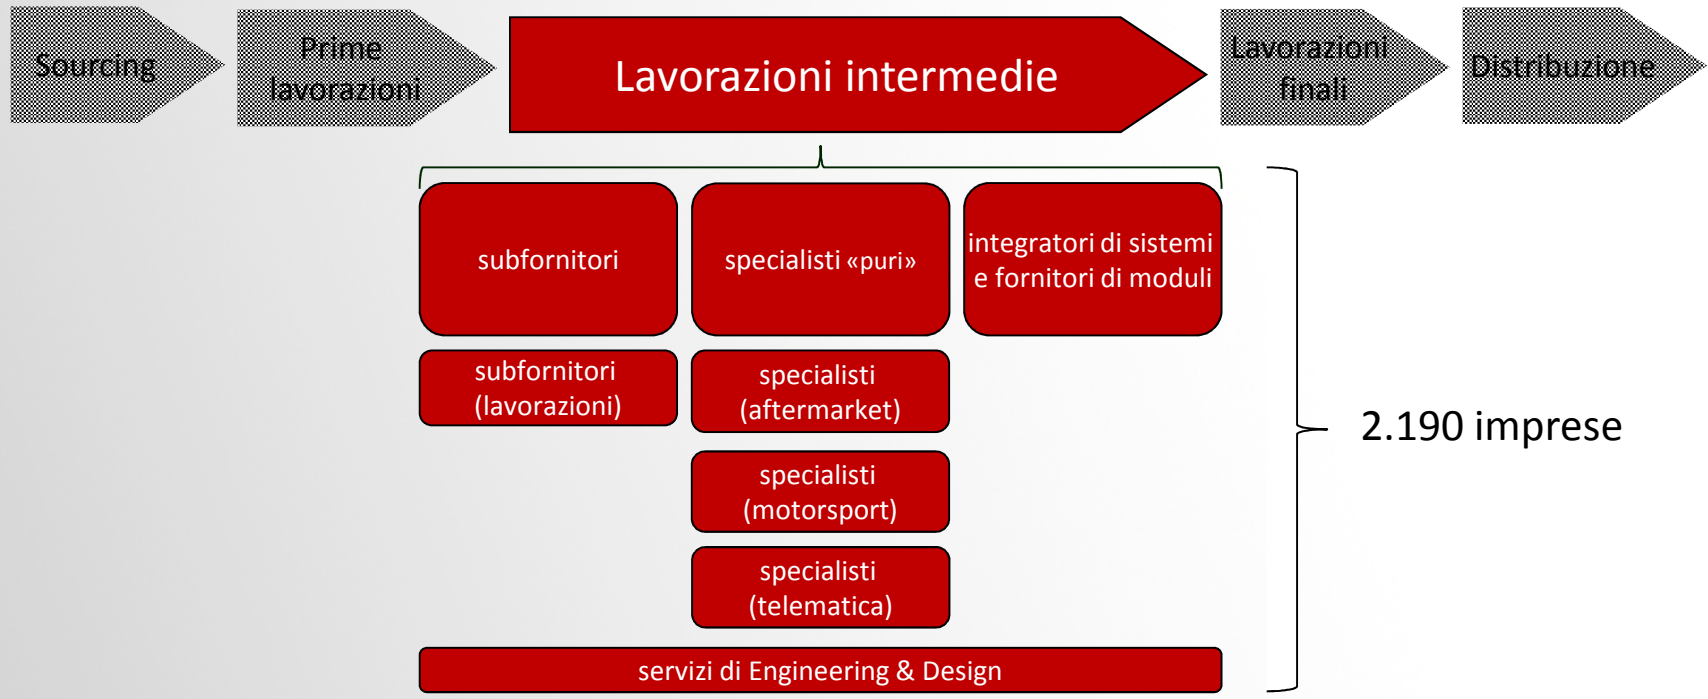 Sourcing
Prime
lavorazioni
Lavorazioni intermedie
Lavorazioni
finali
Distribuzione
subfornitori
specialisti «puri»
integratori di sistemi
e fornitori di moduli
subfornitori
(lavorazioni)
specialisti
(aftermarket)
specialisti
(motorsport)
specialisti
(telematica)
servizi di Engineering & Design
2.190 imprese